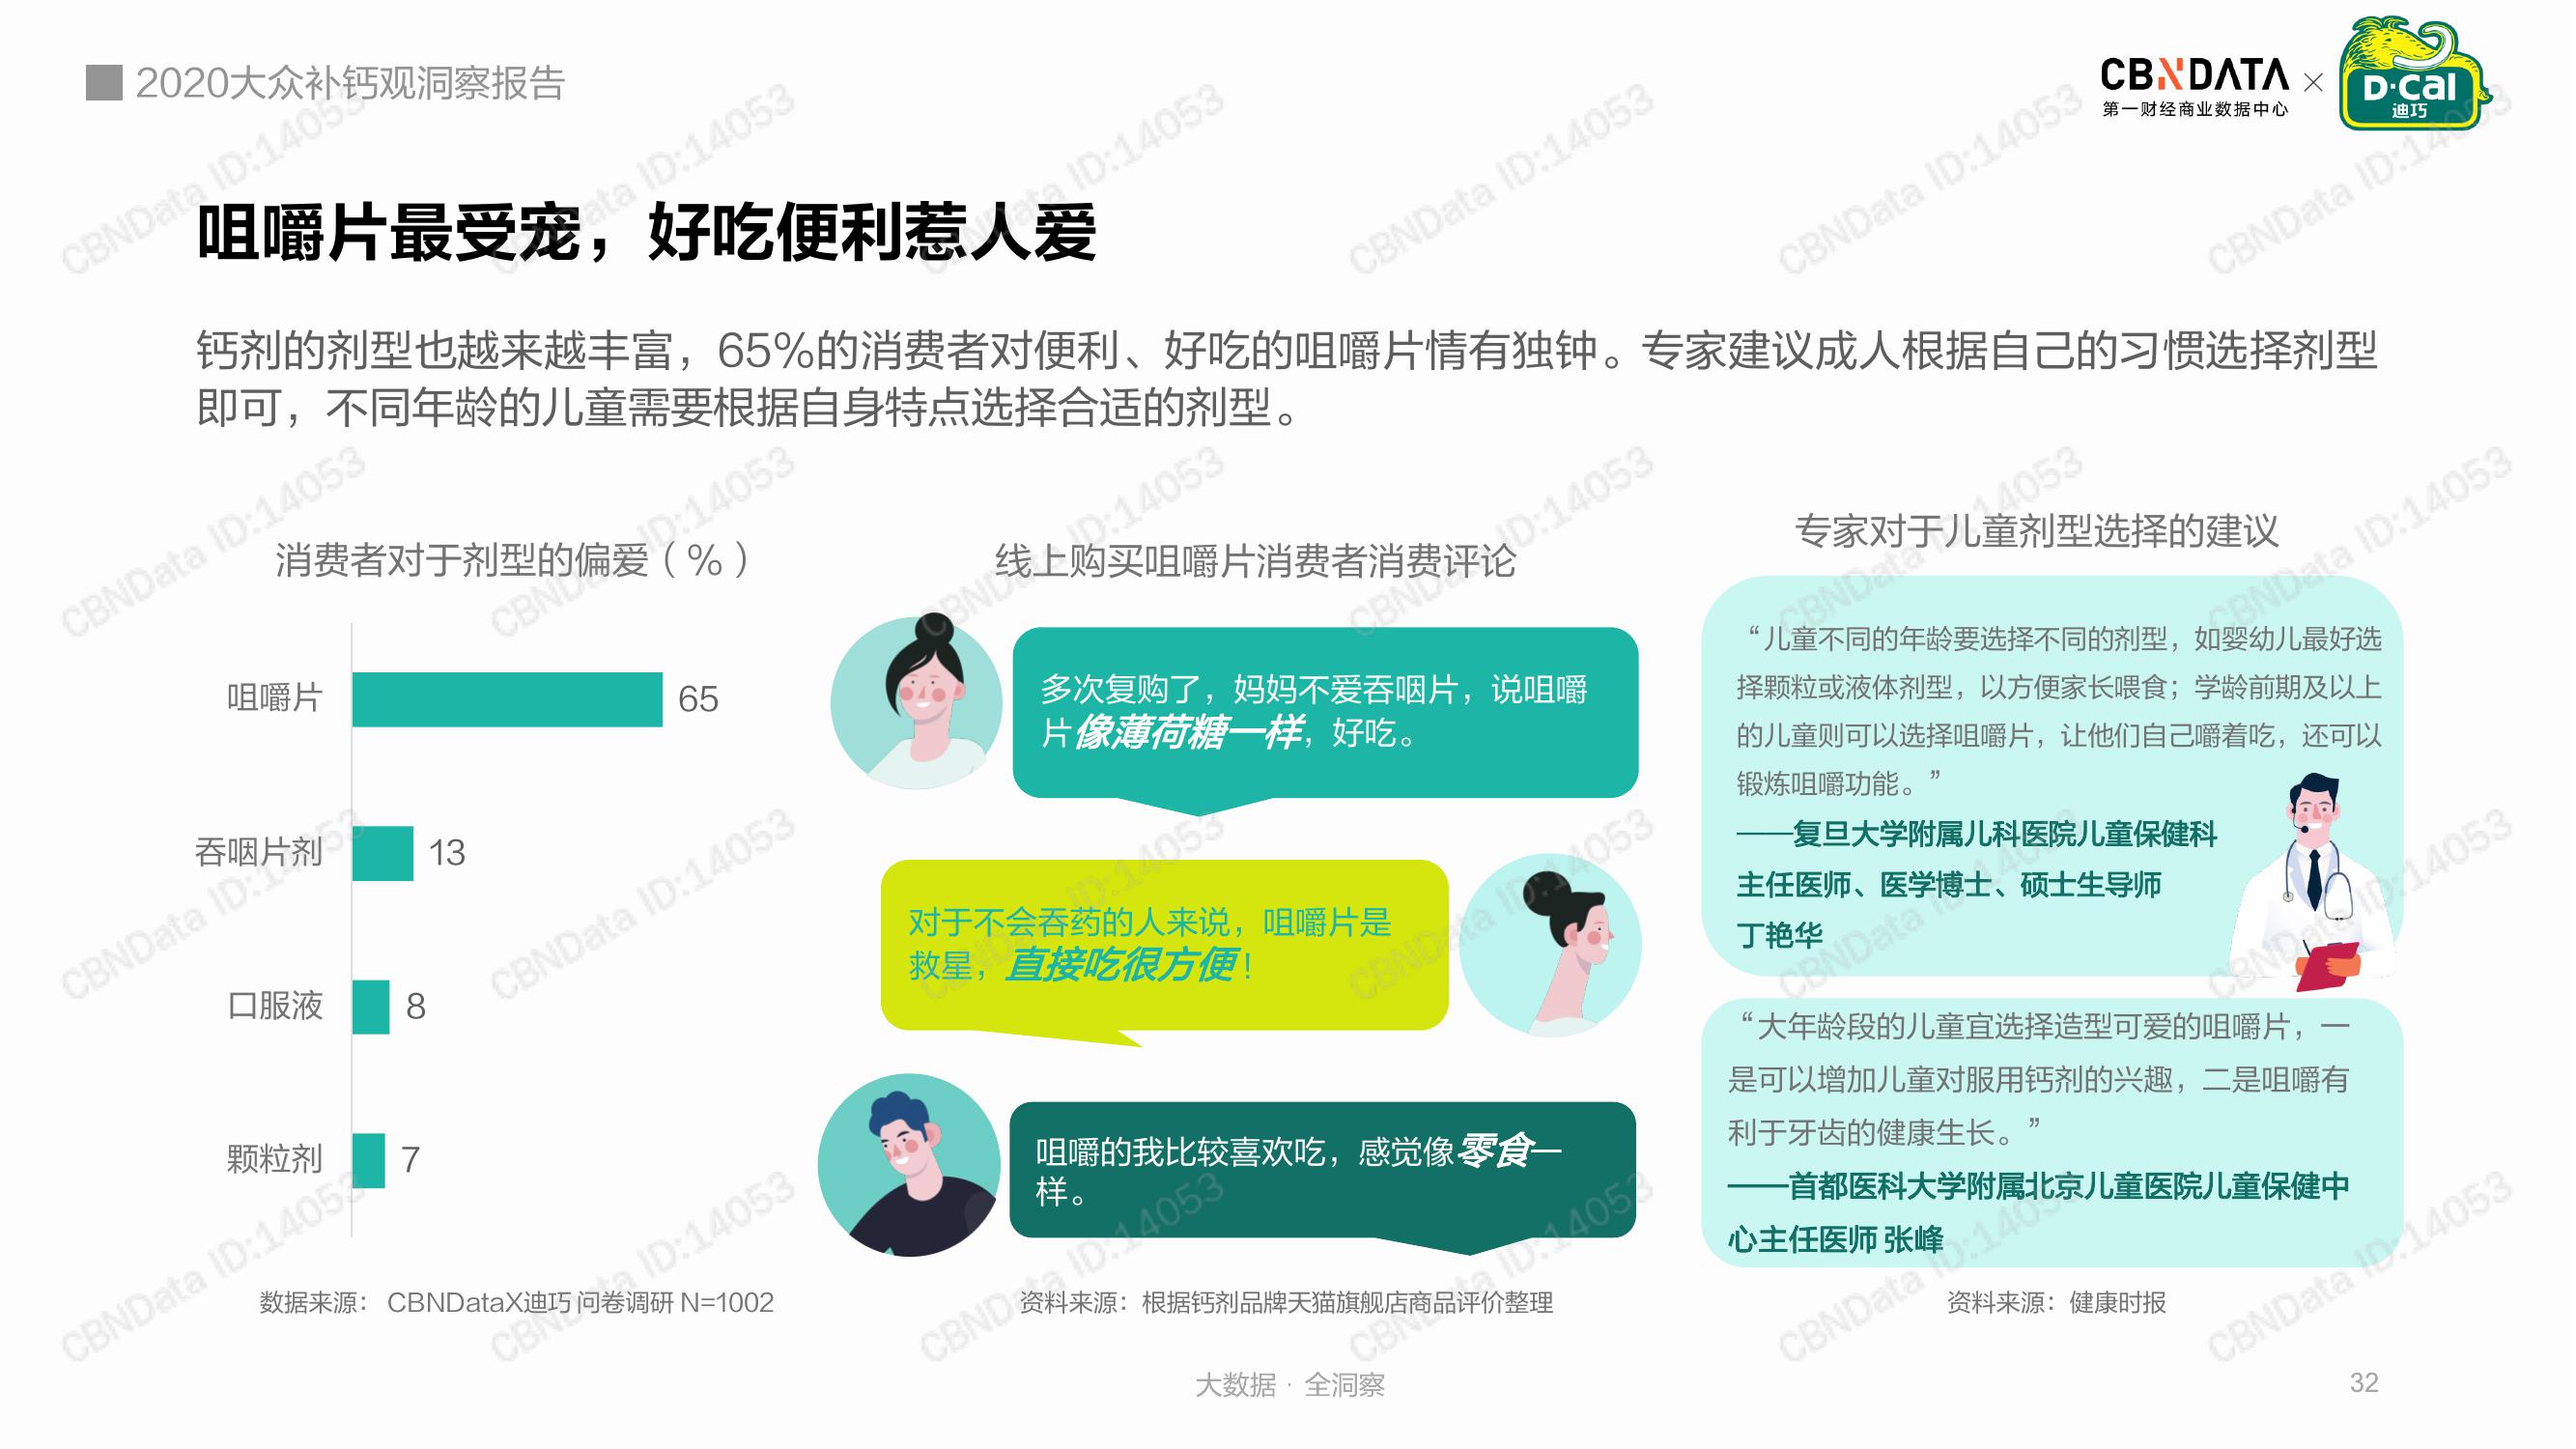 2020大众补钙观洞察报告
CBNDATA
第一财经商业数据中心
×
D·Cal
迪巧
咀嚼片最受宠，好吃便利惹人爱
钙剂的剂型也越来越丰富，65%的消费者对便利、好吃的咀嚼片情有独钟。专家建议成人根据自己的习惯选择剂型
即可，不同年龄的儿童需要根据自身特点选择合适的剂型。
消费者对于剂型的偏爱（%）
咀嚼片 65
吞咽片剂 13
口服液 8
颗粒剂 7
数据来源： CBNDataX迪巧 问卷调研 N=1002
线上购买咀嚼片消费者消费评论
多次复购了，妈妈不爱吞咽片，说咀嚼
片像薄荷糖一样，好吃。
对于不会吞药的人来说，咀嚼片是
救星，直接吃很方便！
咀嚼的我比较喜欢吃，感觉像零食一
样。
资料来源：根据钙剂品牌天猫旗舰店商品评价整理
专家对于儿童剂型选择的建议
“儿童不同的年龄要选择不同的剂型，如婴幼儿最好选
择颗粒或液体剂型，以方便家长喂食；学龄前期及以上
的儿童则可以选择咀嚼片，让他们自己嚼着吃，还可以
锻炼咀嚼功能。”
——复旦大学附属儿科医院儿童保健科
主任医师、医学博士、硕士生导师
丁艳华
“大年龄段的儿童宜选择造型可爱的咀嚼片，一
是可以增加儿童对服用钙剂的兴趣，二是咀嚼有
利于牙齿的健康生长。”
——首都医科大学附属北京儿童医院儿童保健中
心主任医师 张峰
资料来源：健康时报
大数据 · 全洞察
32
CBNData ID:14053